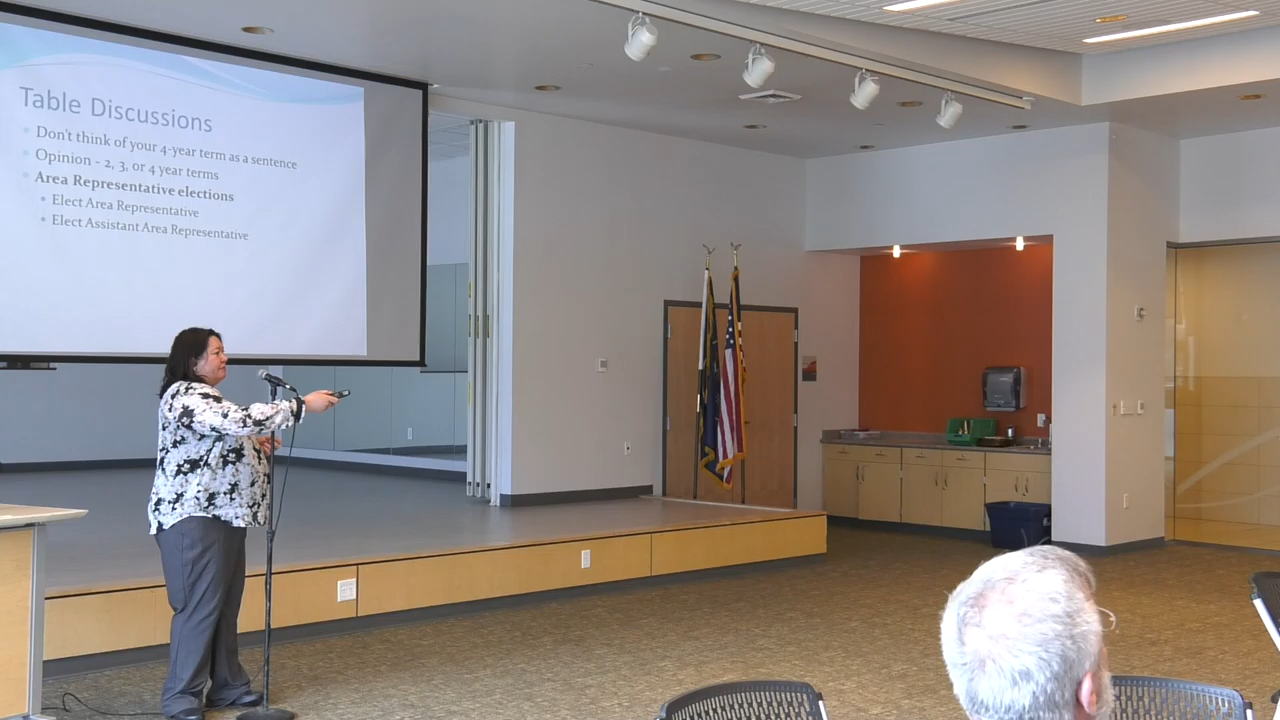 Table Discussions
Don't think of your 4-year term as a sentence
Opinion - 2, 3, or 4 year terms
Area Representative elections
Elect Area Representative
Elect Assistant Area Representative